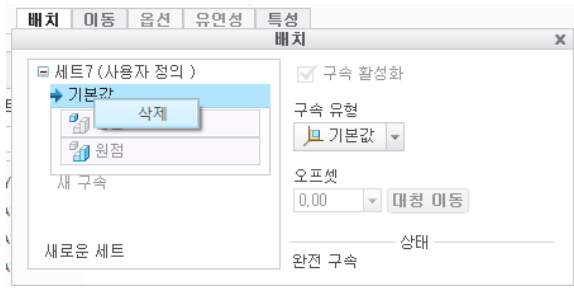 배치 이동 옵션 유연성 특성
배치 x
세트7 (사용자 정의 )
기본값
삭제
원점
새 구속
새로운 세트
구속 활성화
구속 유형
기본값
오프셋
0,00 대칭 이동
상태
완전 구속